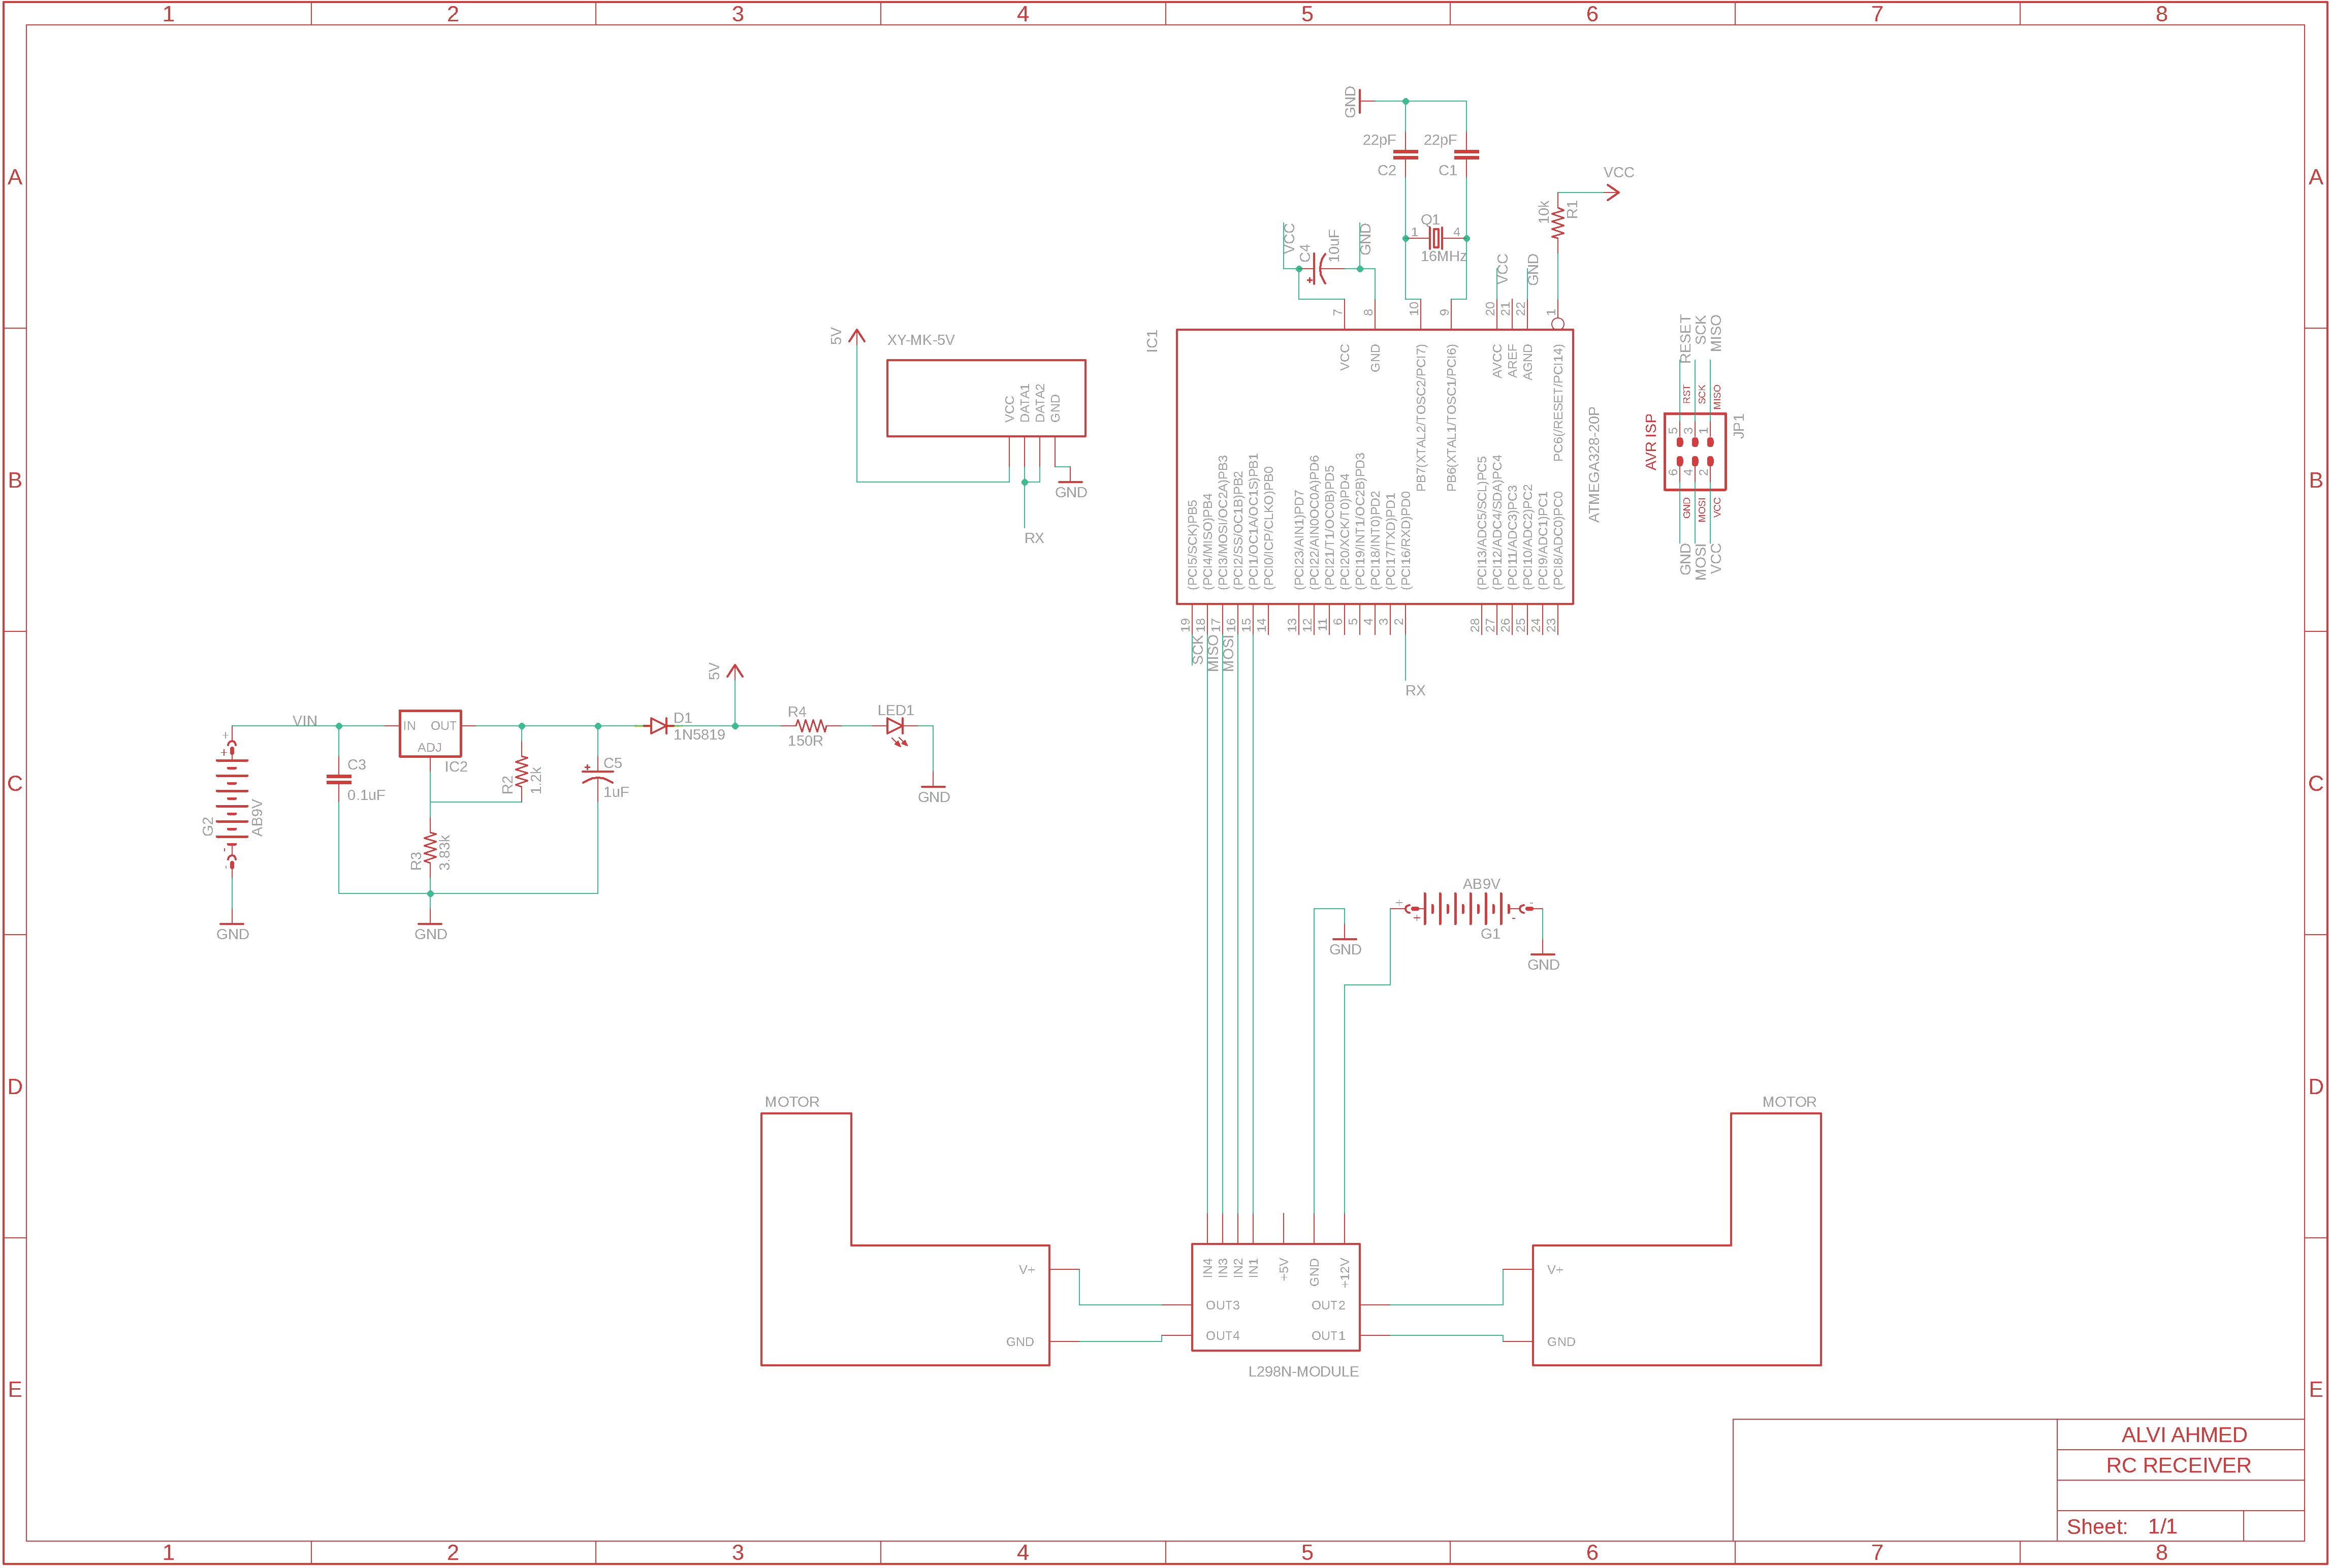 1 2 3 4 5 6 7 8
A A
B B
C C
D D
E E
GND
22pF 22pF
C2 C1
VCC
10k R1
Q1
1 4
16MHz
VCC C4 10uF GND
VCC GND
7 8 10 9 20 21 22 1
IC1
VCC
GND
PB7(XTAL2/TOSC2/PCI7)
PB6(XTAL1/TOSC1/PCI6)
AVCC
AREF
AGND
PC6(/RESET/PCI14)
ATMEGA328-20P
(PCI5/SCK)PB5
(PCI4/MISO)PB4
(PCI3/MOSI/OC2A)PB3
(PCI2/SS/OC1B)PB2
(PCI1/OC1A/OC1S)PB1
(PCI0/ICP/CLKO)PB0
(PCI23/AIN1)PD7
(PCI22/AIN0OC0A)PD6
(PCI21/T1/OC0B)PD5
(PCI20/XCK/T0)PD4
(PCI19/INT1/OC2B)PD3
(PCI18/INT0)PD2
(PCI17/TXD)PD1
(PCI16/RXD)PD0
(PCI13/ADC5/SCL)PC5
(PCI12/ADC4/SDA)PC4
(PCI11/ADC3)PC3
(PCI10/ADC2)PC2
(PCI9/ADC1)PC1
(PCI8/ADC0)PC0
19 18 17 16 15 14 13 12 11 6 5 4 3 2 28 27 26 25 24 23
SCK MISO MOSI
RX
5V
XY-MK-5V
VCC
DATA1
DATA2
GND
GND
RX
RESET SCK MISO
RST SCK MISO
AVR ISP
5 3 1
6 4 2
JP1
GND MOSI VCC
GND MOSI VCC
5V
VIN
IN OUT
ADJ
IC2
D1
1N5819
R4
150R
LED1
GND
C3
0.1uF
R2 1.2k
C5
1uF
G2 AB9V
R3 3.83k
GND
GND
AB9V
G1
GND
GND
MOTOR
V+
GND
MOTOR
V+
GND
IN4 IN3 IN2 IN1 +5V GND +12V
OUT3 OUT2
OUT4 OUT1
L298N-MODULE
ALVI AHMED
RC RECEIVER
Sheet: 1/1
1 2 3 4 5 6 7 8